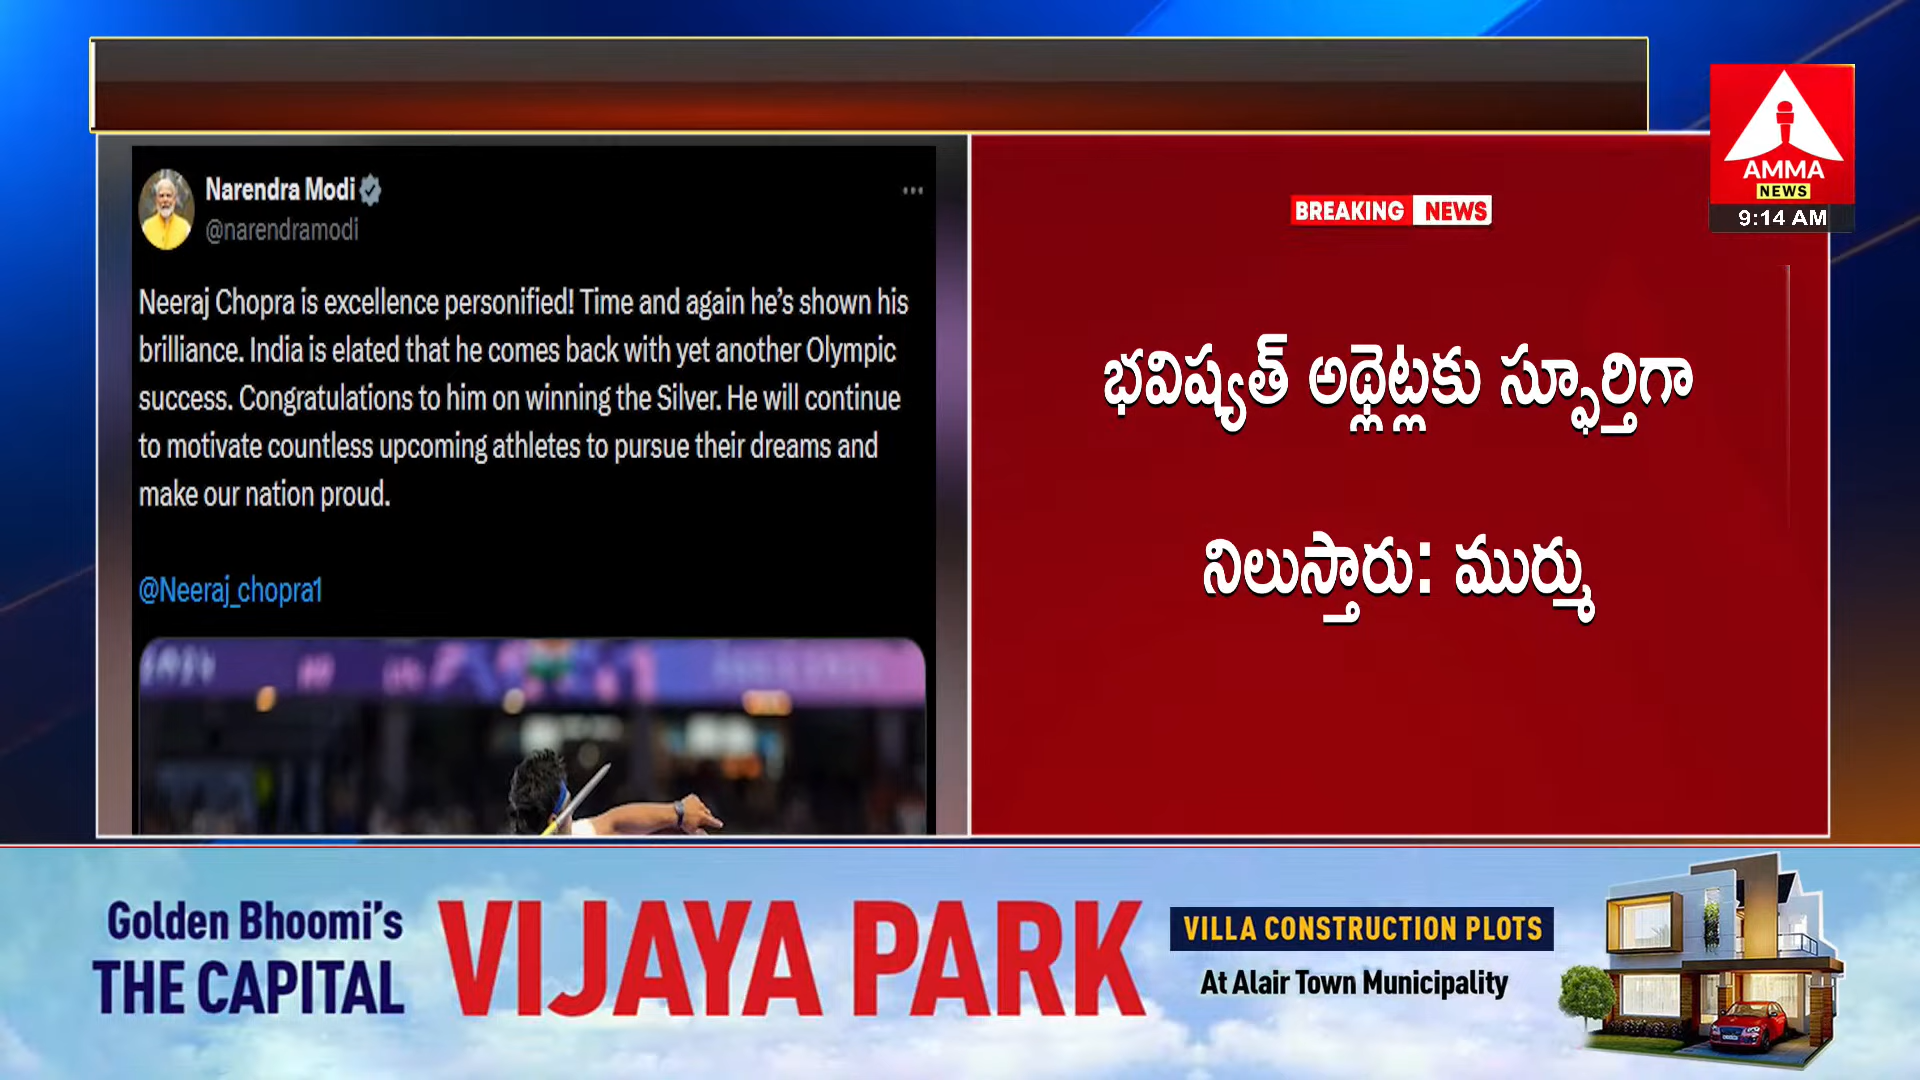 Narendra Modi
@narendramodi
Neeraj Chopra is excellence personified! Time and again he’s shown his
brilliance. India is elated that he comes back with yet another Olympic
success. Congratulations to him on winning the Silver. He will continue
to motivate countless upcoming athletes to pursue their dreams and
make our nation proud.
@Neeraj_chopra1
BREAKING NEWS
భవిష్యత్ అథ్లెట్లకు స్ఫూర్తిగా
నిలుస్తారు: ముర్ము
AMMA
NEWS
9:14 AM
Golden Bhoomi’s
THE CAPITAL
VIJAYA PARK
VILLA CONSTRUCTION PLOTS
At Alair Town Municipality